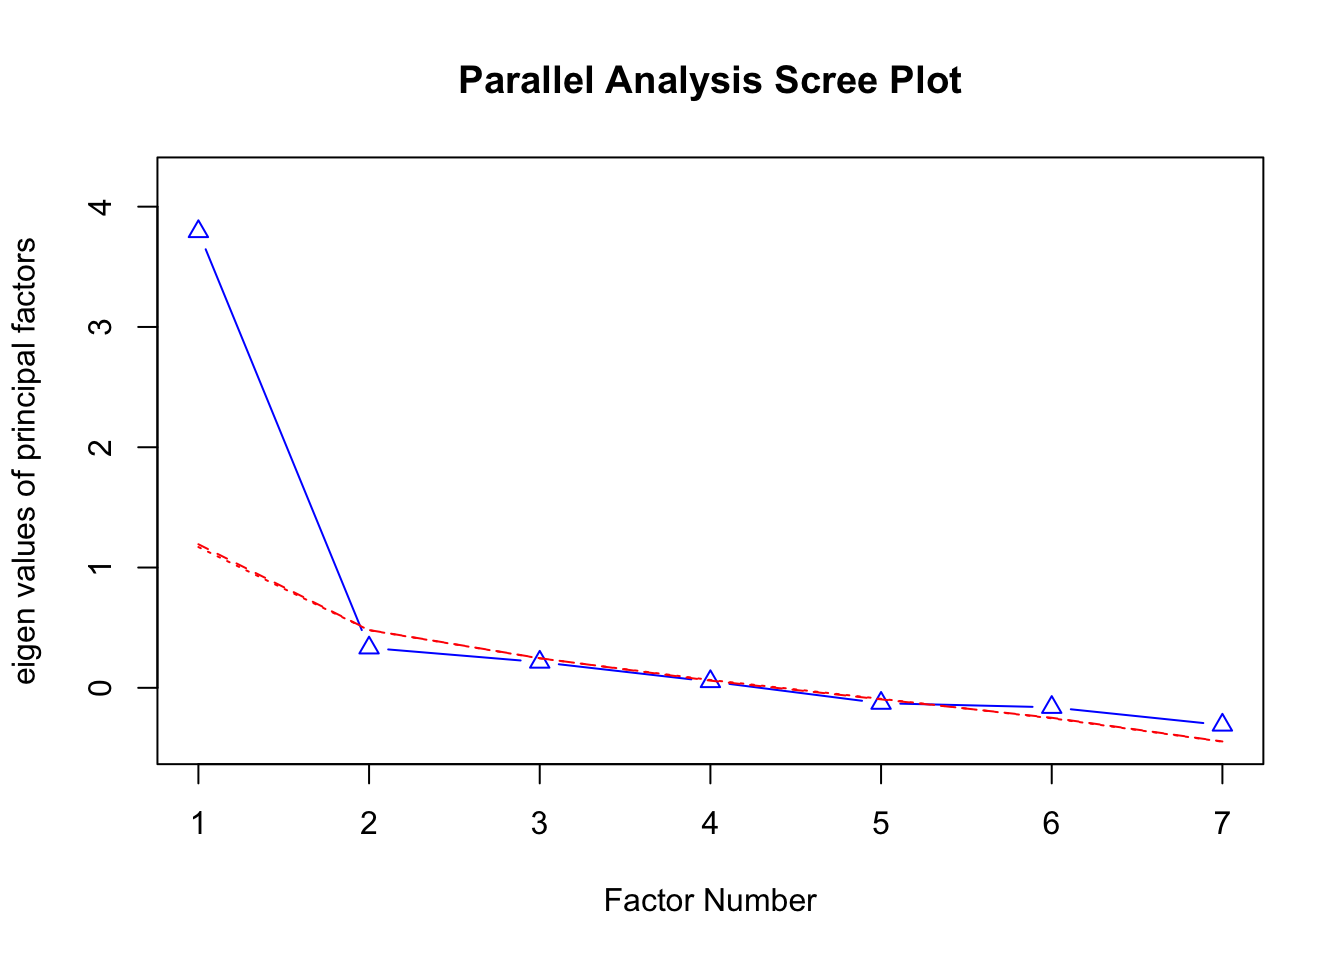 Parallel Analysis Scree Plot
eigen values of principal factors
4
3
2
1
0
1 2 3 4 5 6 7
Factor Number